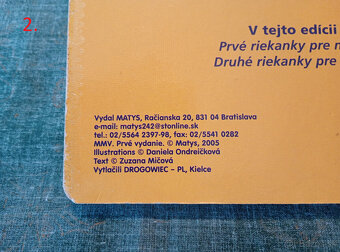 2.
V tejto edícii
Prvé riekanky pre
Druhé riekanky pre
Vydal MATYS, Račianska 20, 831 04 Bratislava
e-mail: matys242@stonline.sk
tel.: 02/5564 2397-98, fax: 02/5541 0282
MMV. Prvé vydanie. © Matys, 2005
Illustrations © Daniela Ondreičková
Text © Zuzana Mičová
Vytlačili DROGOWIEC – PL, Kielce